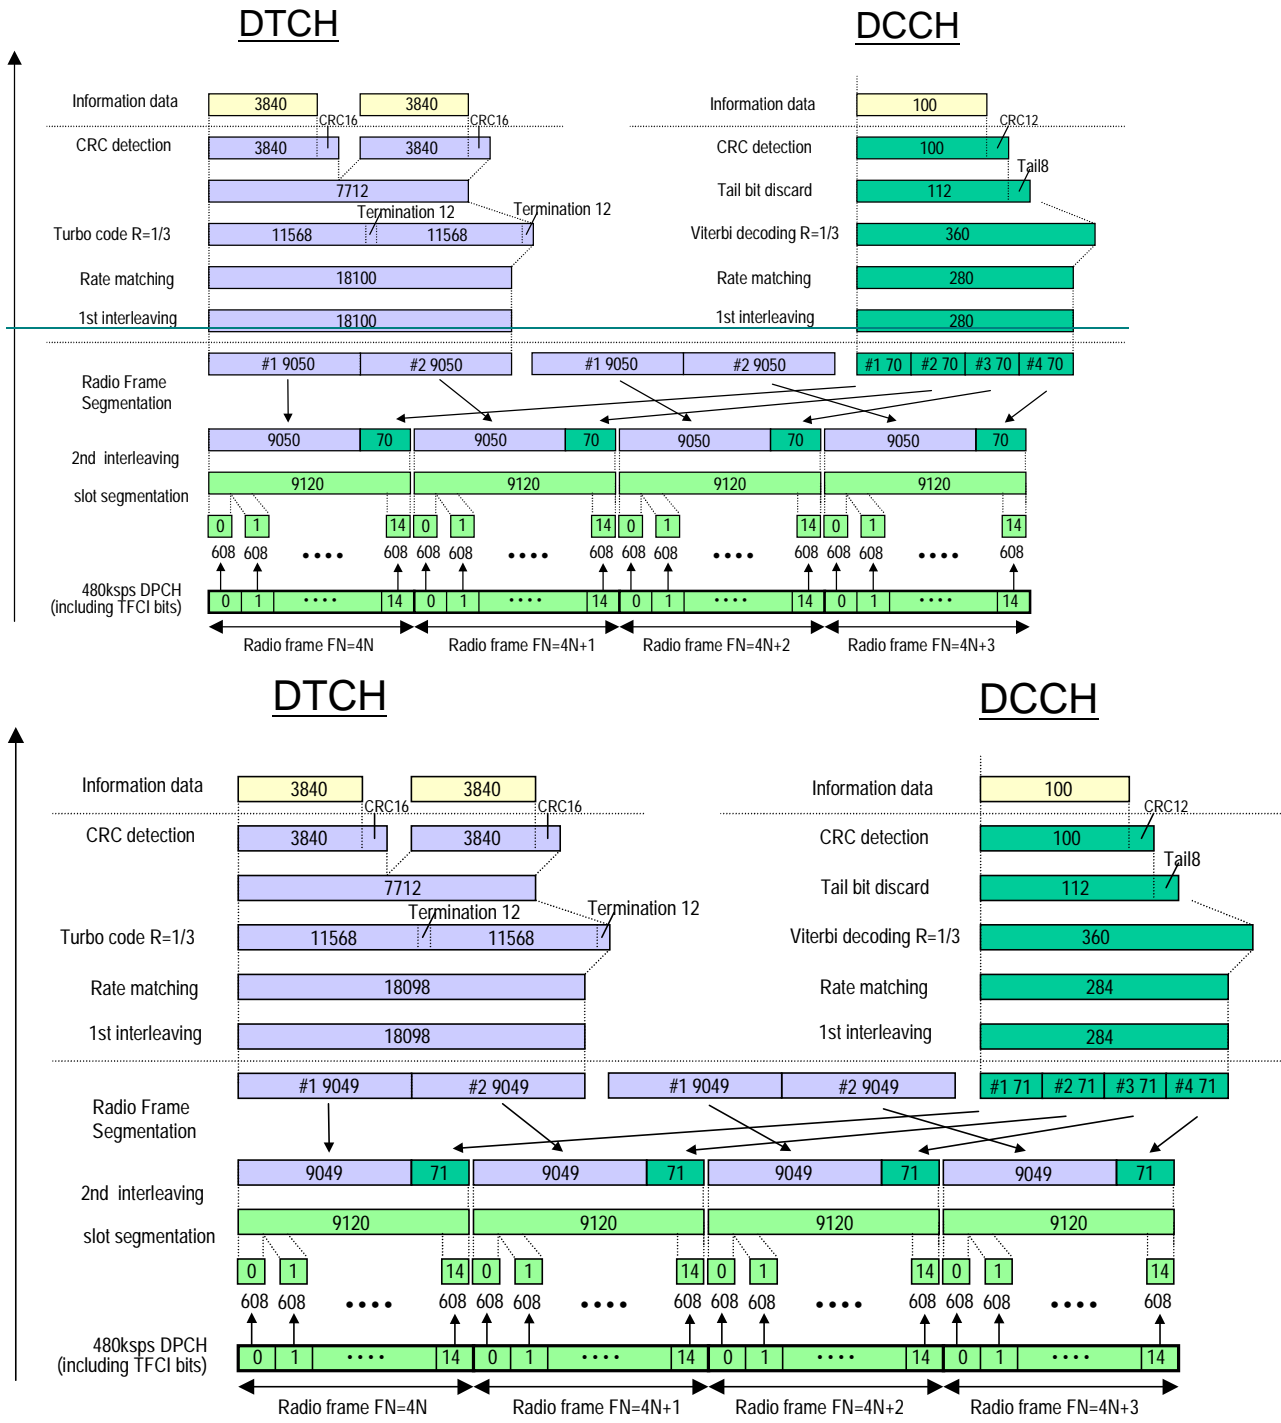 DTCH DCCH
Information data 3840 3840 Information data 100
CRC16 CRC16 CRC12
CRC detection 3840 3840 CRC detection 100
Tail8
7712 Tail bit discard 112
Termination 12 Termination 12
Turbo code R=1/3 11568 11568 Viterbi decoding R=1/3 360
Rate matching 18100 Rate matching 280
1st interleaving 18100 1st interleaving 280
#1 9050 #2 9050 #1 9050 #2 9050 #1 70 #2 70 #3 70 #4 70
Radio Frame
Segmentation
9050 70 9050 70 9050 70 9050 70
2nd interleaving
9120 9120 9120 9120
slot segmentation
0 1 14 0 1 14 0 1 14 0 1 14
608 608 •••• 608 608 608 •••• 608 608 608 •••• 608 608 608 •••• 608
480ksps DPCH
(including TFCI bits)
0 1 •••• 14 0 1 •••• 14 0 1 •••• 14 0 1 •••• 14
Radio frame FN=4N Radio frame FN=4N+1 Radio frame FN=4N+2 Radio frame FN=4N+3
DTCH DCCH
Information data 3840 3840 Information data 100
CRC16 CRC16 CRC12
CRC detection 3840 3840 CRC detection 100
Tail8
7712 Tail bit discard 112
Termination 12 Termination 12
Turbo code R=1/3 11568 11568 Viterbi decoding R=1/3 360
Rate matching 18098 Rate matching 284
1st interleaving 18098 1st interleaving 284
#1 9049 #2 9049 #1 9049 #2 9049 #1 71 #2 71 #3 71 #4 71
Radio Frame
Segmentation
9049 71 9049 71 9049 71 9049 71
2nd interleaving
9120 9120 9120 9120
slot segmentation
0 1 14 0 1 14 0 1 14 0 1 14
608 608 •••• 608 608 608 •••• 608 608 608 •••• 608 608 608 •••• 608
480ksps DPCH
(including TFCI bits)
0 1 •••• 14 0 1 •••• 14 0 1 •••• 14 0 1 •••• 14
Radio frame FN=4N Radio frame FN=4N+1 Radio frame FN=4N+2 Radio frame FN=4N+3